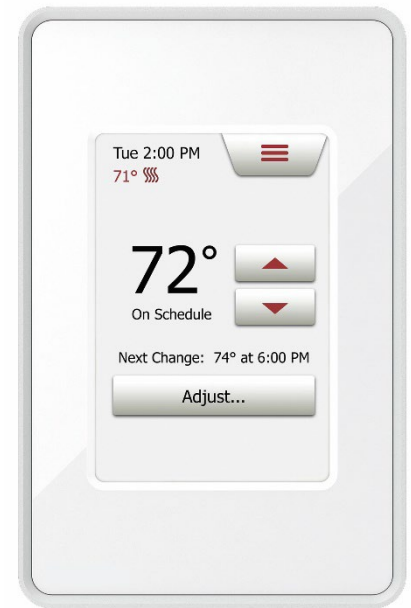 Tue 2:00 PM
71°
72°
On Schedule
Next Change: 74° at 6:00 PM
Adjust...